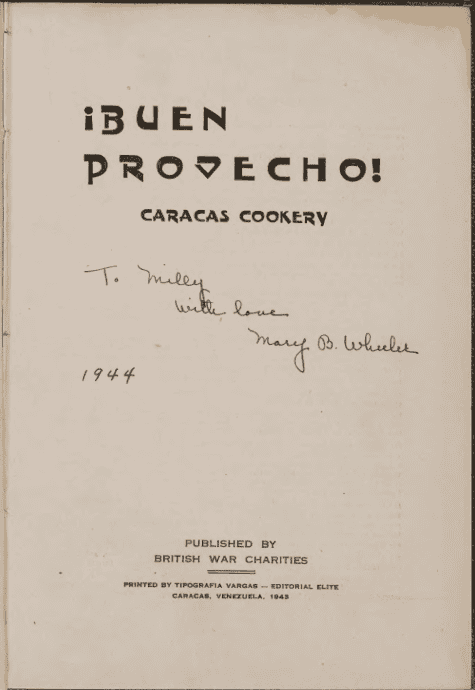 ¡BUEN
PROVECHO!
CARACAS COOKERY
To Milly
with love
Mary B. Wheeler
1944
PUBLISHED BY
BRITISH WAR CHARITIES
PRINTED BY TIPOGRAFIA VARGAS — EDITORIAL ELITE
CARACAS, VENEZUELA, 1943